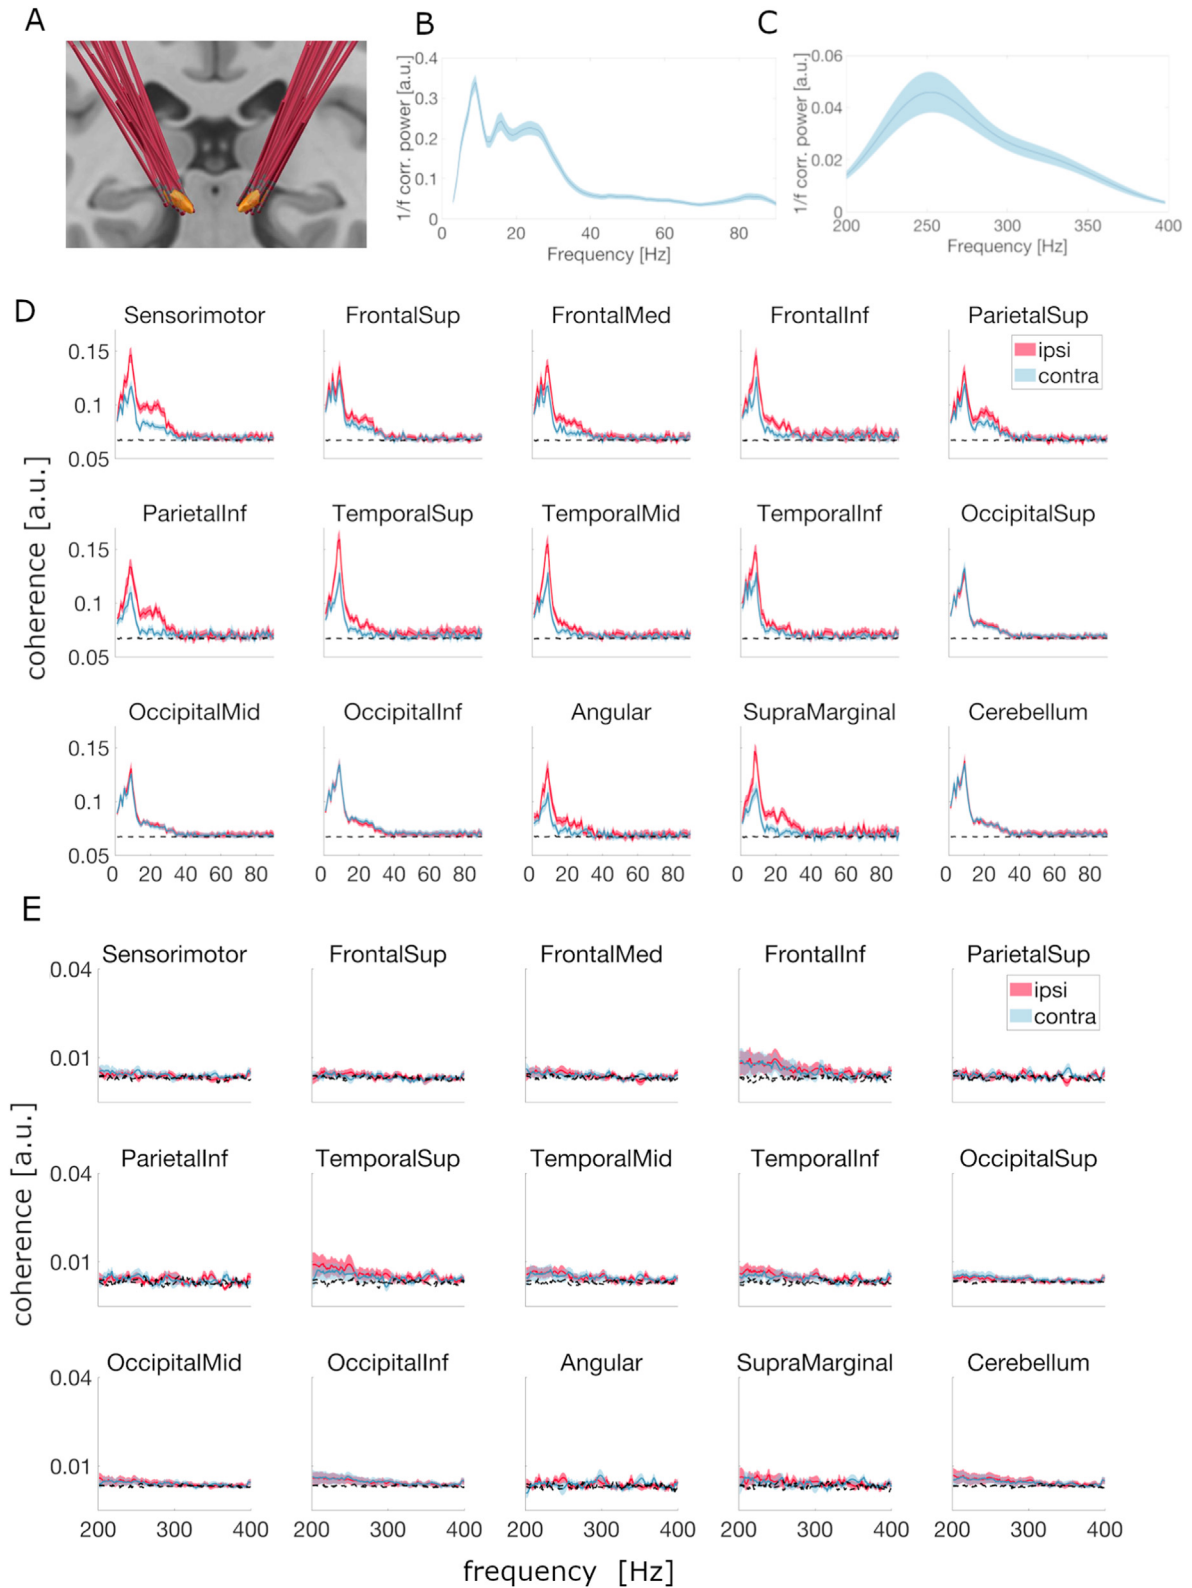 A
B
C
1/f corr. power [a.u.]
0.4
0.3
0.2
0.1
0
0 20 40 60 80
Frequency [Hz]
1/f corr. power [a.u.]
0.06
0.04
0.02
0
200 250 300 350 400
Frequency [Hz]
D
coherence [a.u.]
Sensorimotor FrontalSup FrontalMed FrontalInf ParietalSup
0.15
0.1
0.05
ipsi
contra
ParietalInf TemporalSup TemporalMid TemporalInf OccipitalSup
0.15
0.1
0.05
OccipitalMid OccipitalInf Angular SupraMarginal Cerebellum
0.15
0.1
0.05
0 20 40 60 80 0 20 40 60 80 0 20 40 60 80 0 20 40 60 80 0 20 40 60 80
E
coherence [a.u.]
Sensorimotor FrontalSup FrontalMed FrontalInf ParietalSup
0.04
0.01
ipsi
contra
ParietalInf TemporalSup TemporalMid TemporalInf OccipitalSup
0.04
0.01
OccipitalMid OccipitalInf Angular SupraMarginal Cerebellum
0.04
0.01
200 300 400 200 300 400 200 300 400 200 300 400 200 300 400
frequency [Hz]